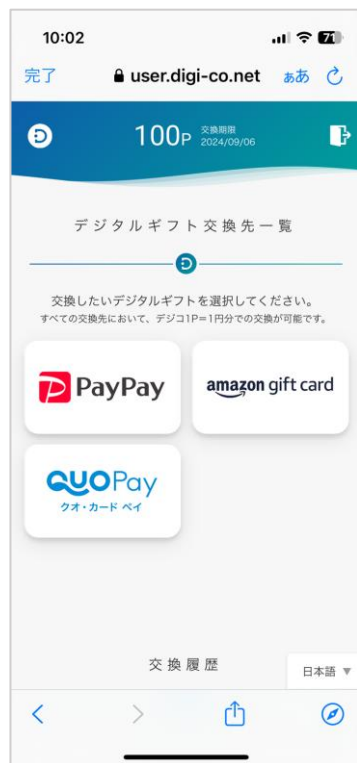 10:02
71
完了
user.digi-co.net
ああ
100P
交換期限
2024/09/06
デジタルギフト交換先一覧
交換したいデジタルギフトを選択してください。
すべての交換先において、デジコ1P＝1円分での交換が可能です。
PayPay
amazon gift card
QUOPay
クオ・カード ペイ
交換履歴
日本語 ▼